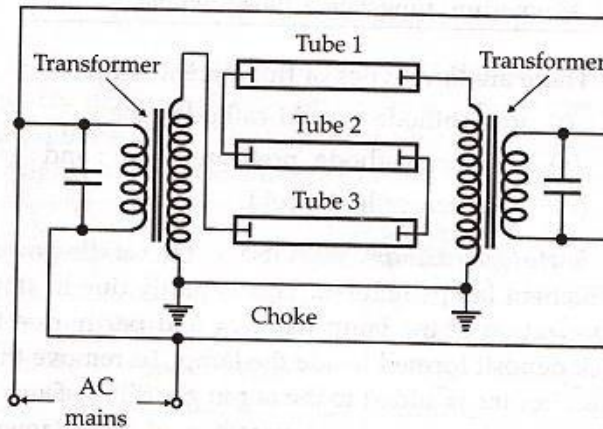 Tube 1
Transformer
Transformer
Tube 2
Tube 3
Choke
AC
mains